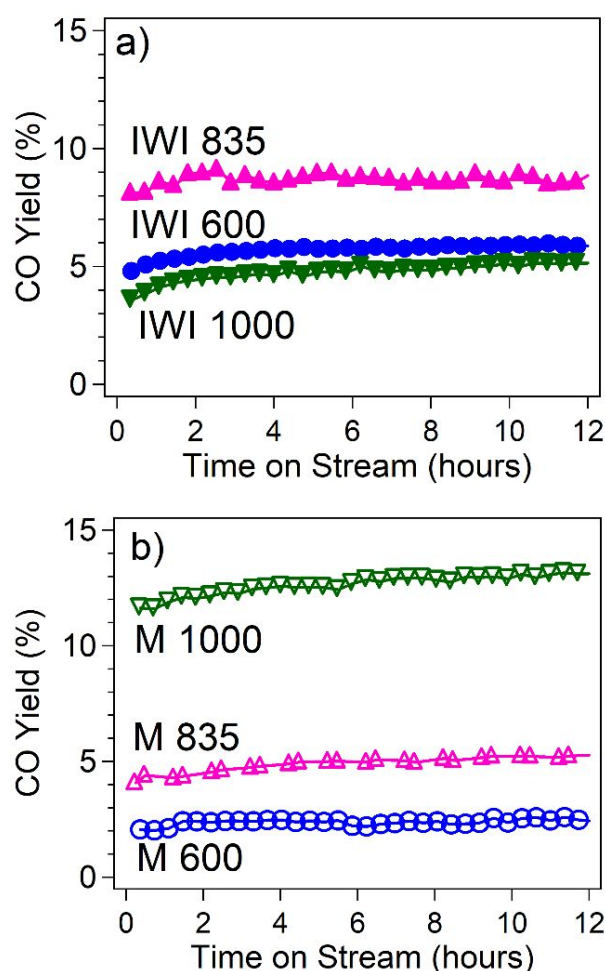 a)
15
10
5
0
CO Yield (%)
IWI 835
IWI 600
IWI 1000
0 2 4 6 8 10 12
Time on Stream (hours)
b)
15
10
5
0
CO Yield (%)
M 1000
M 835
M 600
0 2 4 6 8 10 12
Time on Stream (hours)